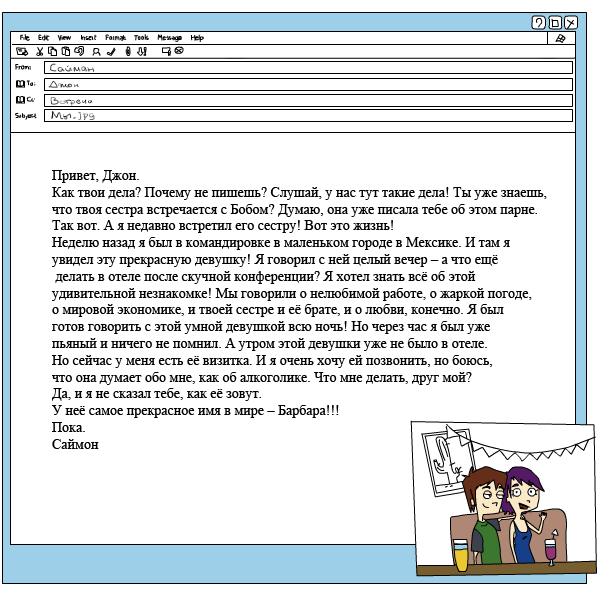 File Edit View Insert Format Tools Message Help
From: Саймон
To: Джон
Cc: Встреча
Subject: Мы.jpg
Привет, Джон.
Как твои дела? Почему не пишешь? Слушай, у нас тут такие дела! Ты уже знаешь,
что твоя сестра встречается с Бобом? Думаю, она уже писала тебе об этом парне.
Так вот. А я недавно встретил его сестру! Вот это жизнь!
Неделю назад я был в командировке в маленьком городе в Мексике. И там я
увидел эту прекрасную девушку! Я говорил с ней целый вечер – а что ещё
делать в отеле после скучной конференции? Я хотел знать всё об этой
удивительной незнакомке! Мы говорили о нелюбимой работе, о жаркой погоде,
о мировой экономике, и твоей сестре и её брате, и о любви, конечно. Я был
готов говорить с этой умной девушкой всю ночь! Но через час я был уже
пьяный и ничего не помнил. А утром этой девушки уже не было в отеле.
Но сейчас у меня есть её визитка. И я очень хочу ей позвонить, но боюсь,
что она думает обо мне, как об алкоголике. Что мне делать, друг мой?
Да, и я не сказал тебе, как её зовут.
У неё самое прекрасное имя в мире – Барбара!!!
Пока.
Саймон